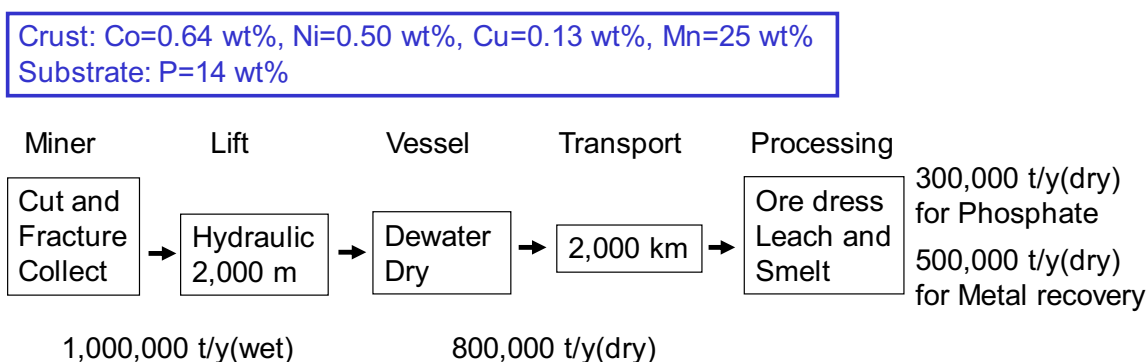 Crust: Co=0.64 wt%, Ni=0.50 wt%, Cu=0.13 wt%, Mn=25 wt%
Substrate: P=14 wt%
Miner
Lift
Vessel
Transport
Processing
Cut and
Fracture
Collect
Hydraulic
2,000 m
Dewater
Dry
2,000 km
Ore dress
Leach and
Smelt
300,000 t/y(dry)
for Phosphate
500,000 t/y(dry)
for Metal recovery
1,000,000 t/y(wet)
800,000 t/y(dry)